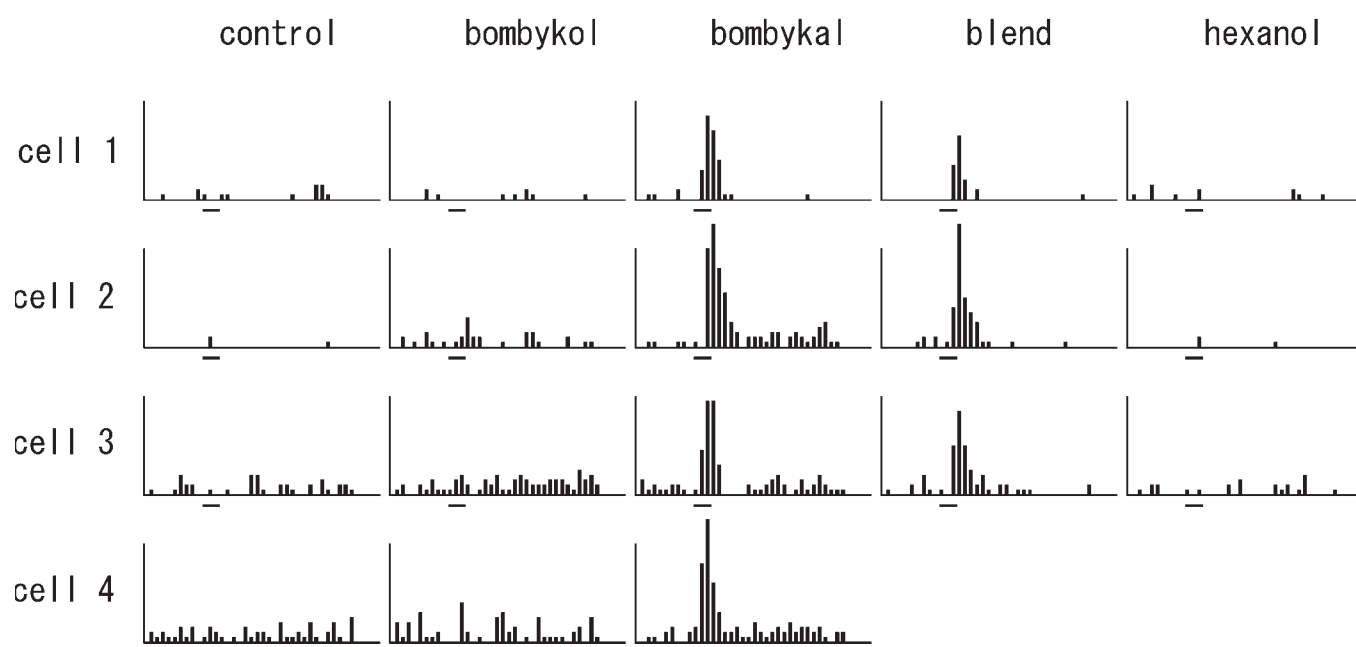 control bombykol bombykal blend hexanol
cell 1
cell 2
cell 3
cell 4